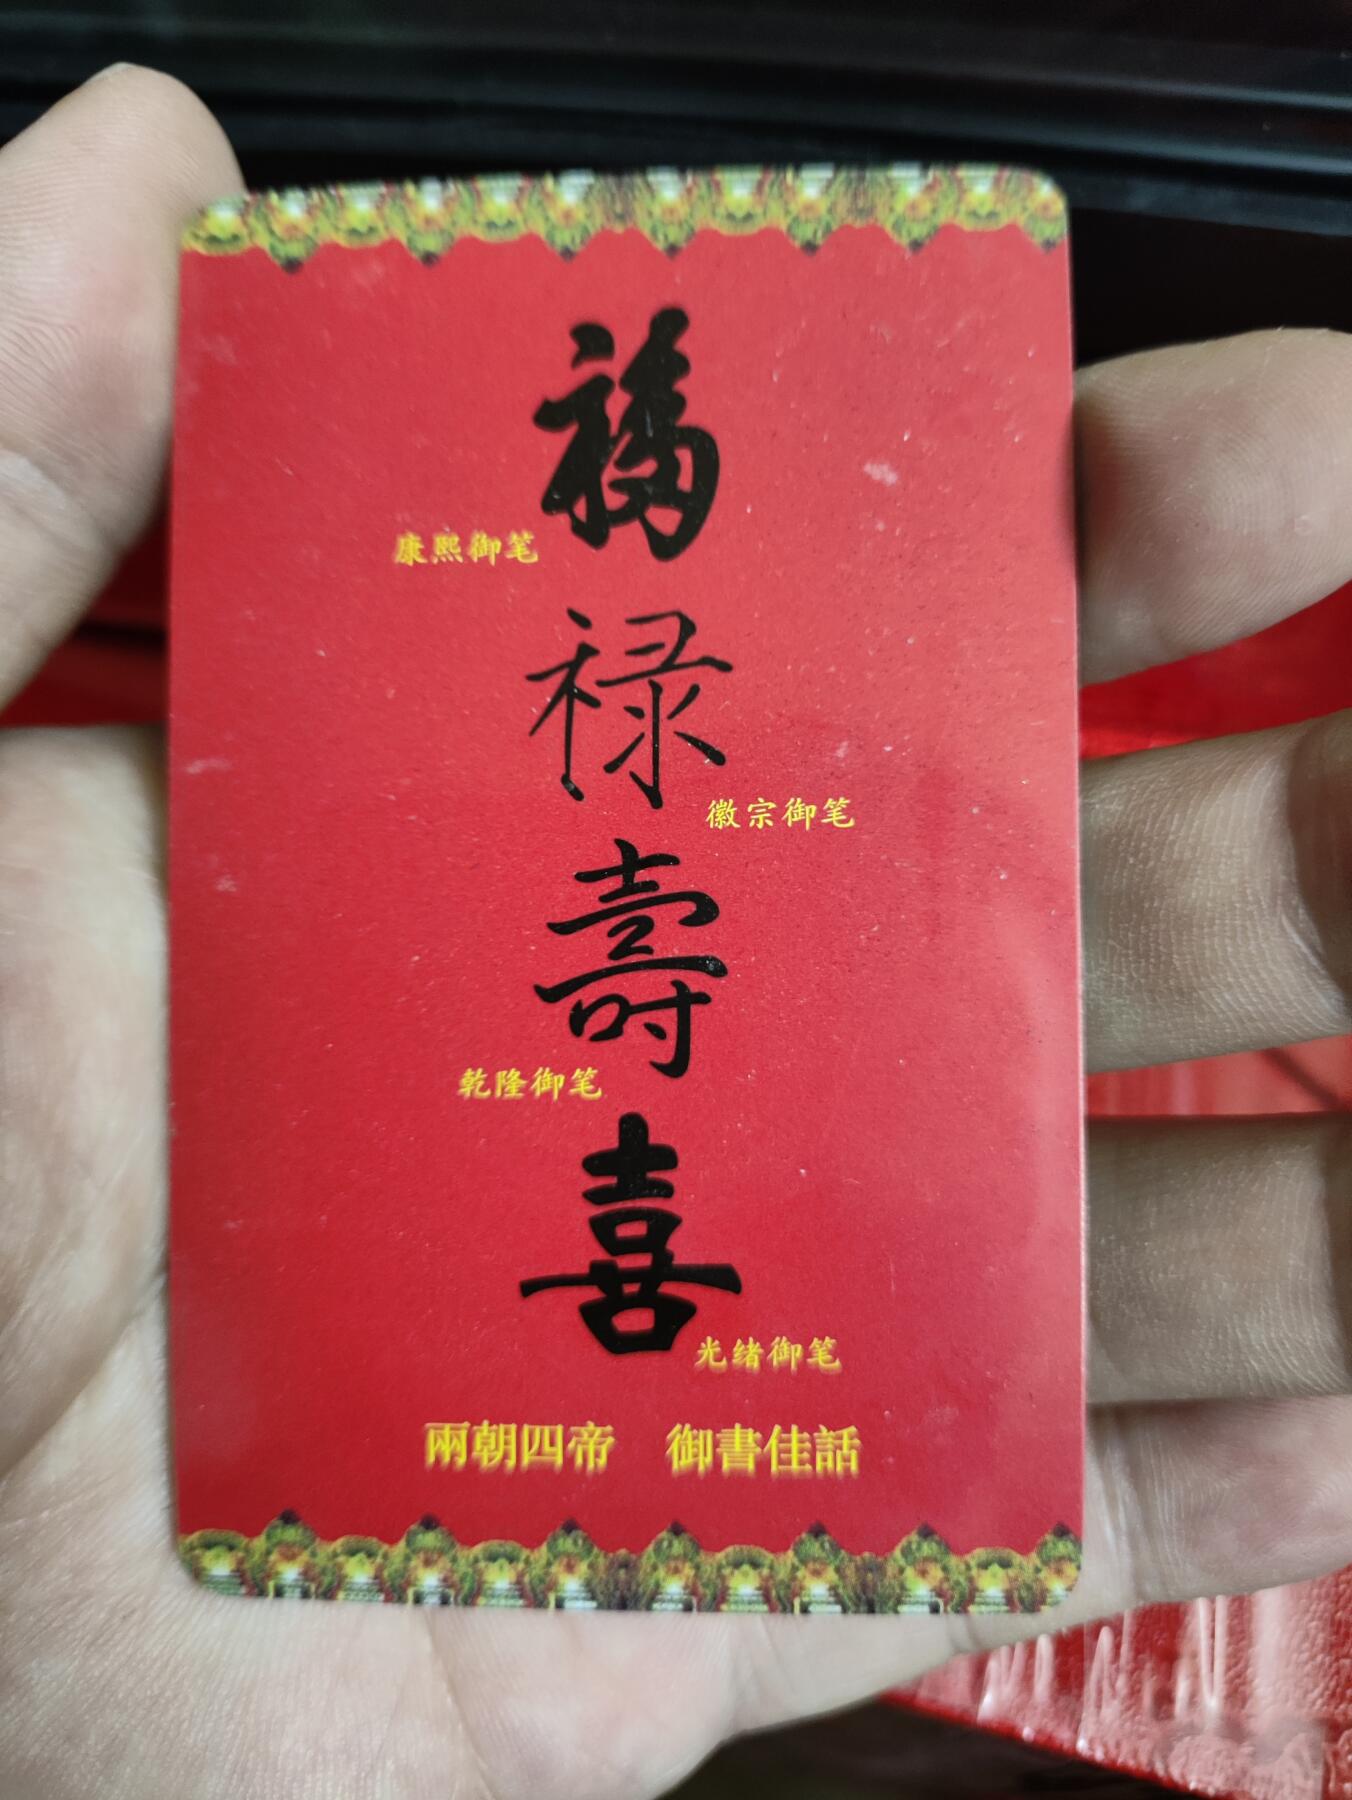 福
康熙御笔
禄
徽宗御笔
壽
乾隆御笔
喜
光绪御笔
兩朝四帝 御書佳話